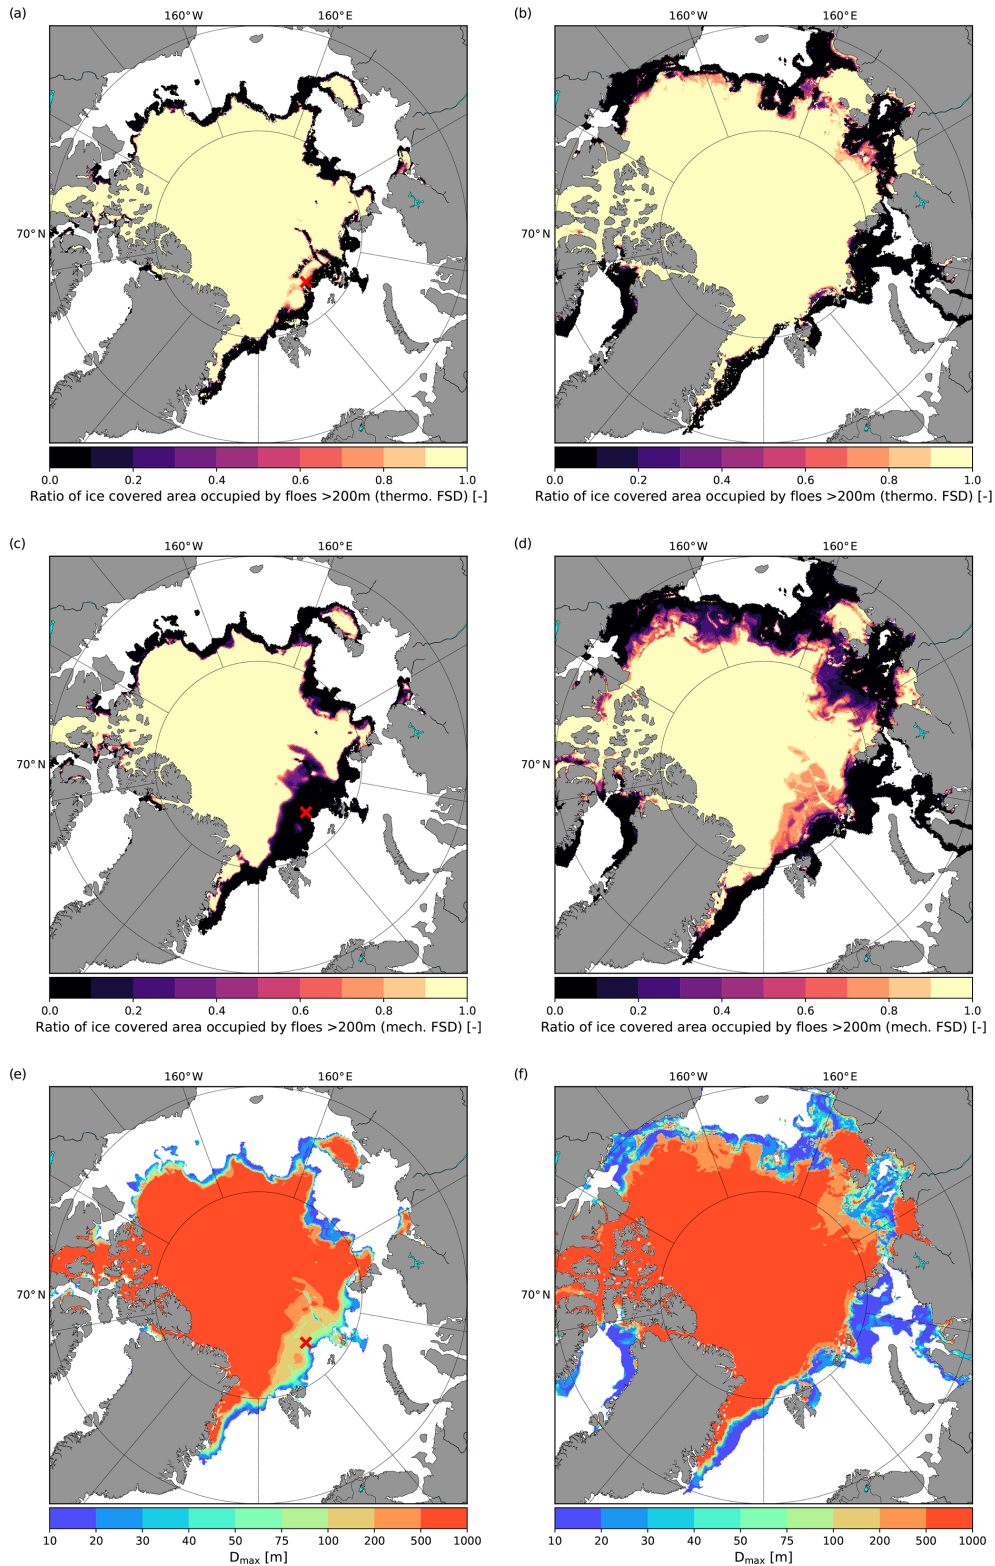 (a)
(b)
160°W
160°E
160°W
160°E
70°N
70°N
0.0 0.2 0.4 0.6 0.8 1.0
0.0 0.2 0.4 0.6 0.8 1.0
Ratio of ice covered area occupied by floes >200m (thermo. FSD) [-]
Ratio of ice covered area occupied by floes >200m (thermo. FSD) [-]
(c)
(d)
160°W
160°E
160°W
160°E
70°N
70°N
0.0 0.2 0.4 0.6 0.8 1.0
0.0 0.2 0.4 0.6 0.8 1.0
Ratio of ice covered area occupied by floes >200m (mech. FSD) [-]
Ratio of ice covered area occupied by floes >200m (mech. FSD) [-]
(e)
(f)
160°W
160°E
160°W
160°E
70°N
70°N
10 20 30 40 50 75 100 200 500 1000
10 20 30 40 50 75 100 200 500 1000
Dmax [m]
Dmax [m]